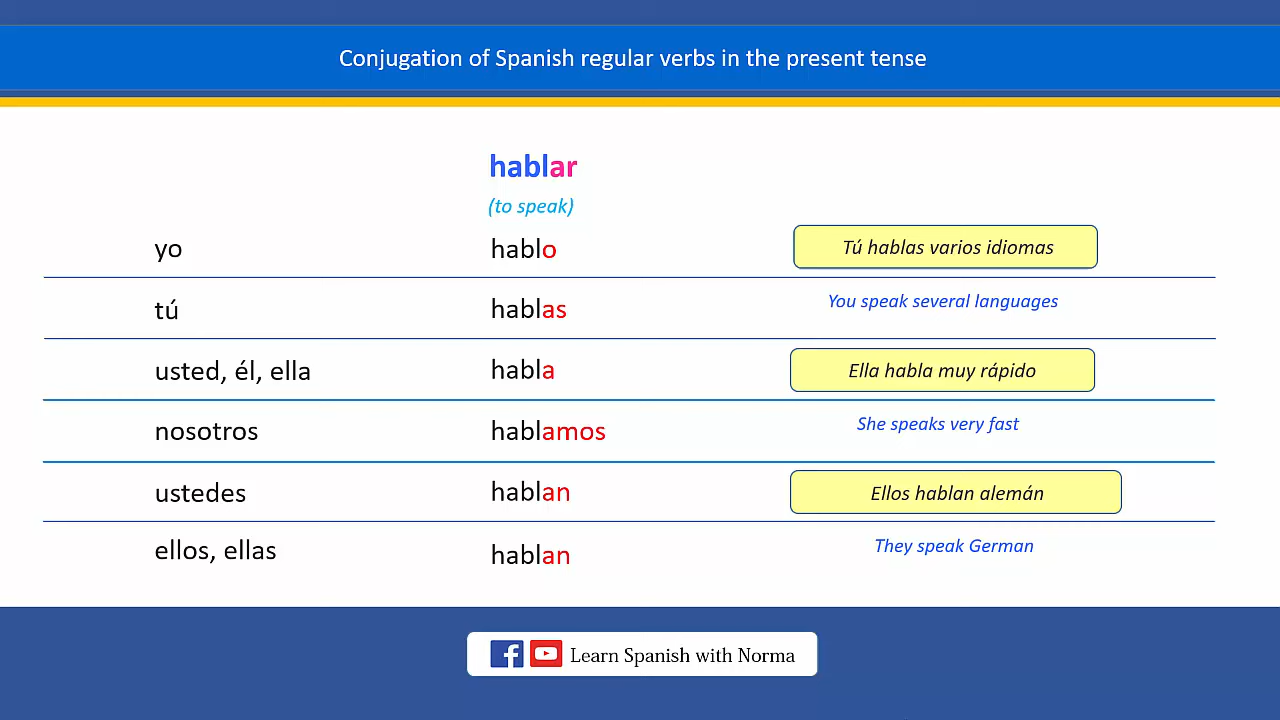 Conjugation of Spanish regular verbs in the present tense
hablar
(to speak)
yo hablo Tú hablas varios idiomas
You speak several languages
tú hablas
usted, él, ella habla Ella habla muy rápido
She speaks very fast
nosotros hablamos
ustedes hablan Ellos hablan alemán
They speak German
ellos, ellas hablan
Learn Spanish with Norma